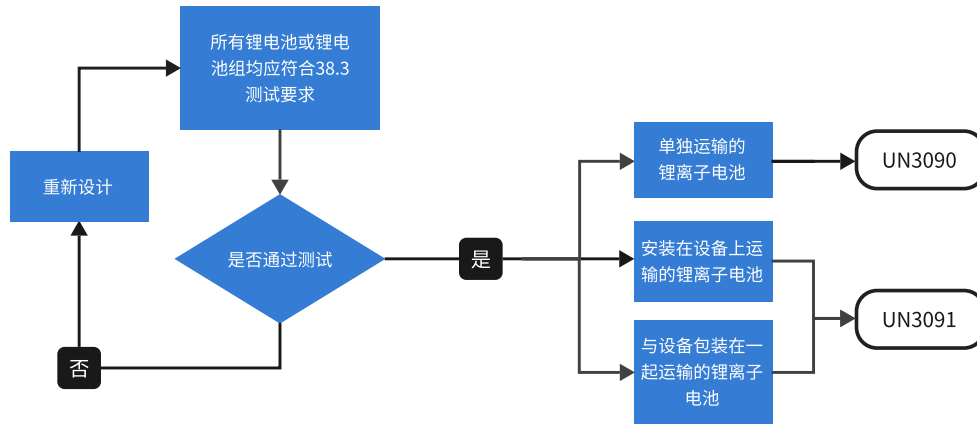 所有锂电池或锂电
池组均应符合38.3
测试要求
重新设计
是否通过测试
是
否
单独运输的
锂离子电池
UN3090
安装在设备上运
输的锂离子电池
与设备包装在一
起运输的锂离子
电池
UN3091